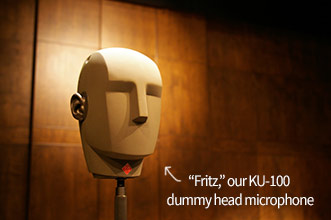 “Fritz,” our KU-100
dummy head microphone